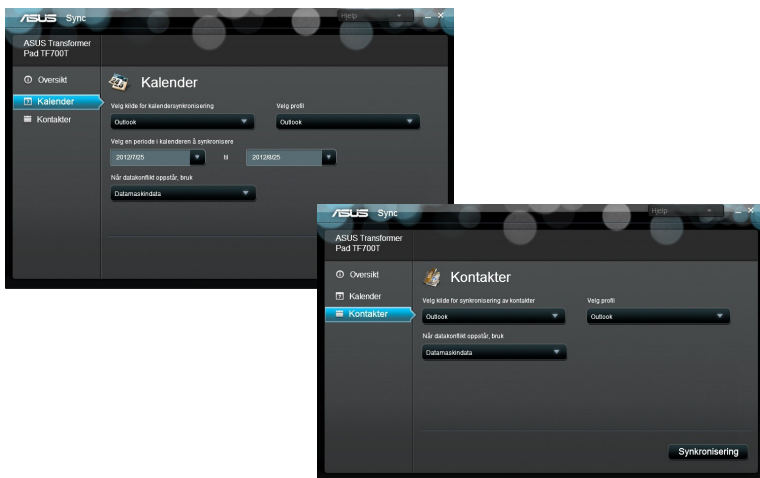 ASUS Sync
Hjelp
ASUS Transformer
Pad TF700T
Oversikt
Kalender
Kontakter
Kalender
Velg kilde for kalendersynkronisering
Velg profil
Outlook
Outlook
Velg en periode i kalenderen å synkronisere
2012/7/25
til
2012/8/25
Når datakonflikt oppstår, bruk
Datamaskindata
ASUS Sync
Hjelp
ASUS Transformer
Pad TF700T
Oversikt
Kalender
Kontakter
Kontakter
Velg kilde for synkronisering av kontakter
Velg profil
Outlook
Outlook
Når datakonflikt oppstår, bruk
Datamaskindata
Synkronisering